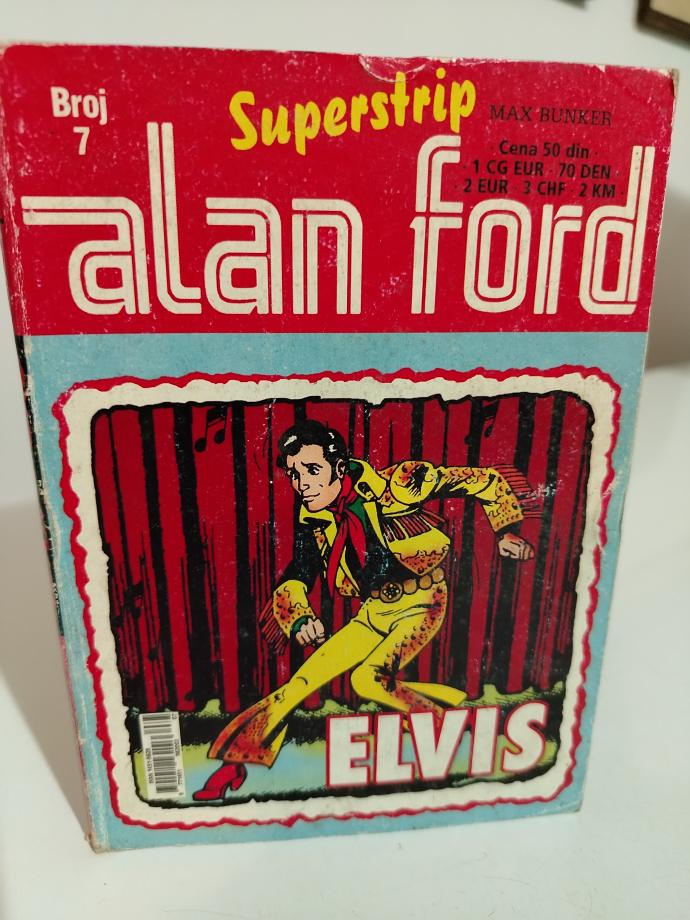 Broj
7
Superstrip
MAX BUNKER
Cena 50 din ·
· 1 CG EUR · 70 DEN ·
· 2 EUR · 3 CHF · 2 KM ·
alan ford
ELVIS